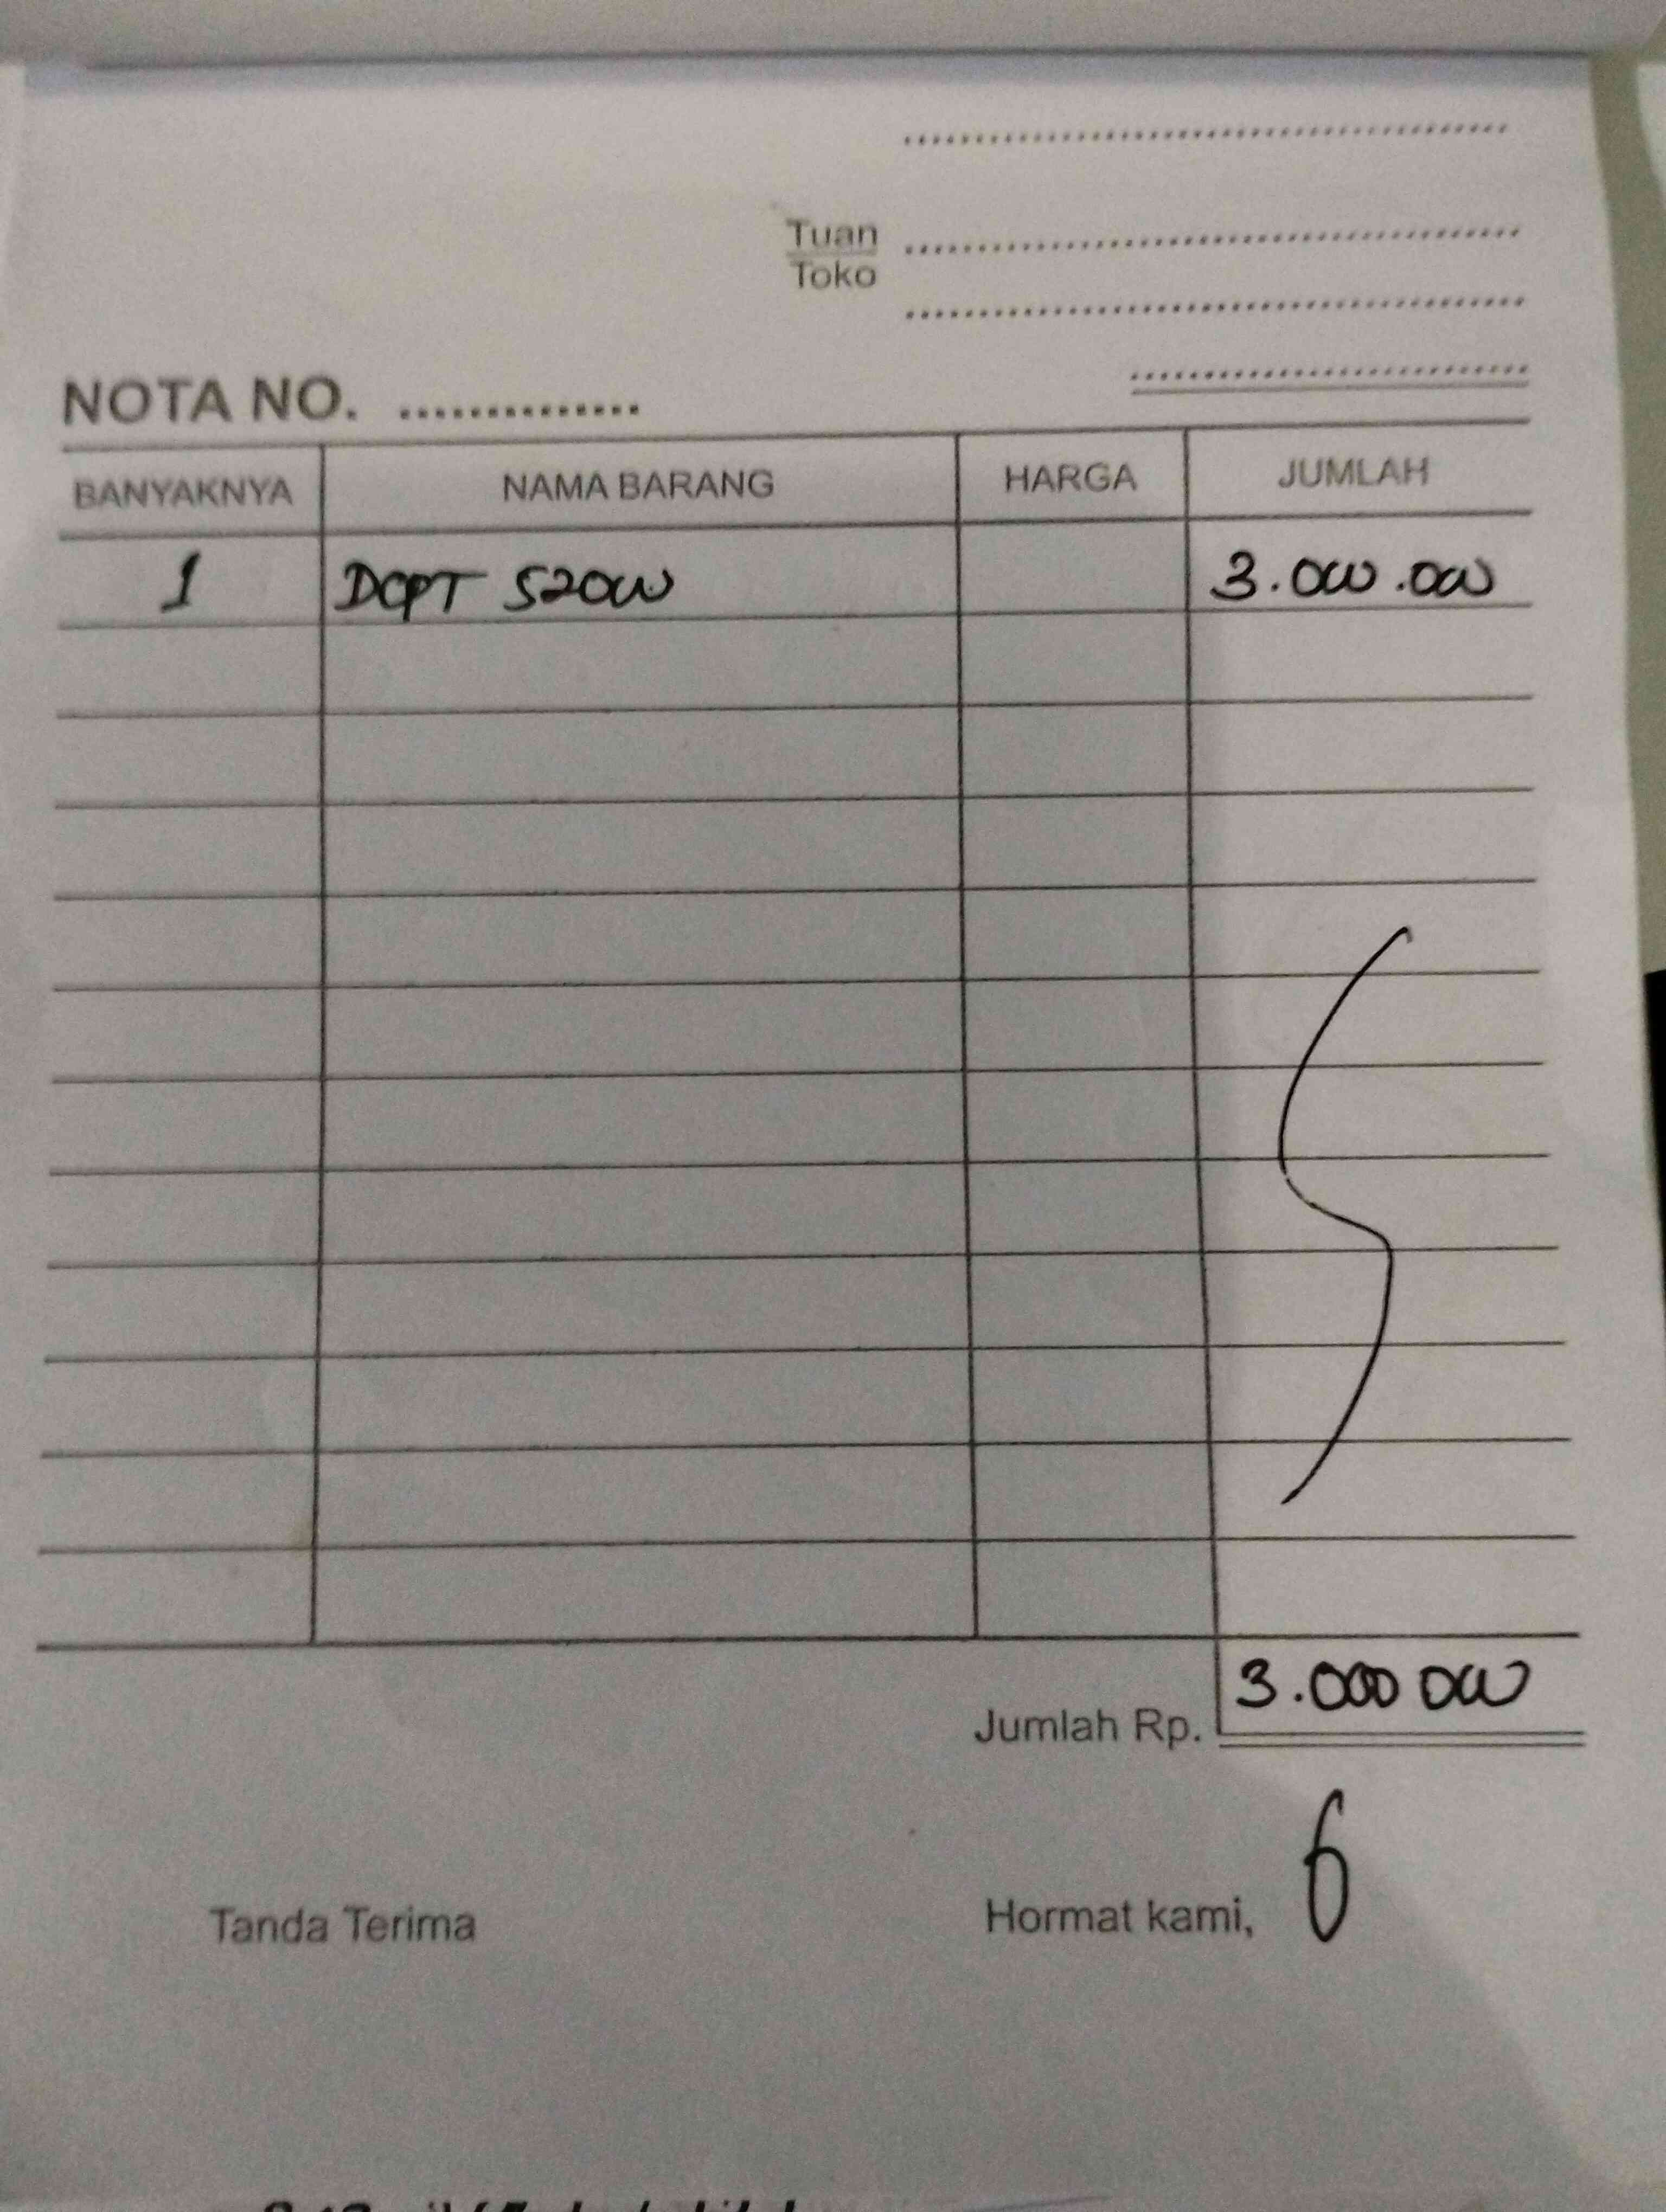 Tuan
Toko
NOTA NO. ..............
BANYAKNYA NAMA BARANG HARGA JUMLAH
1 DCPT 520W 3.000.000
3.000 000
Jumlah Rp.
Tanda Terima Hormat kami,